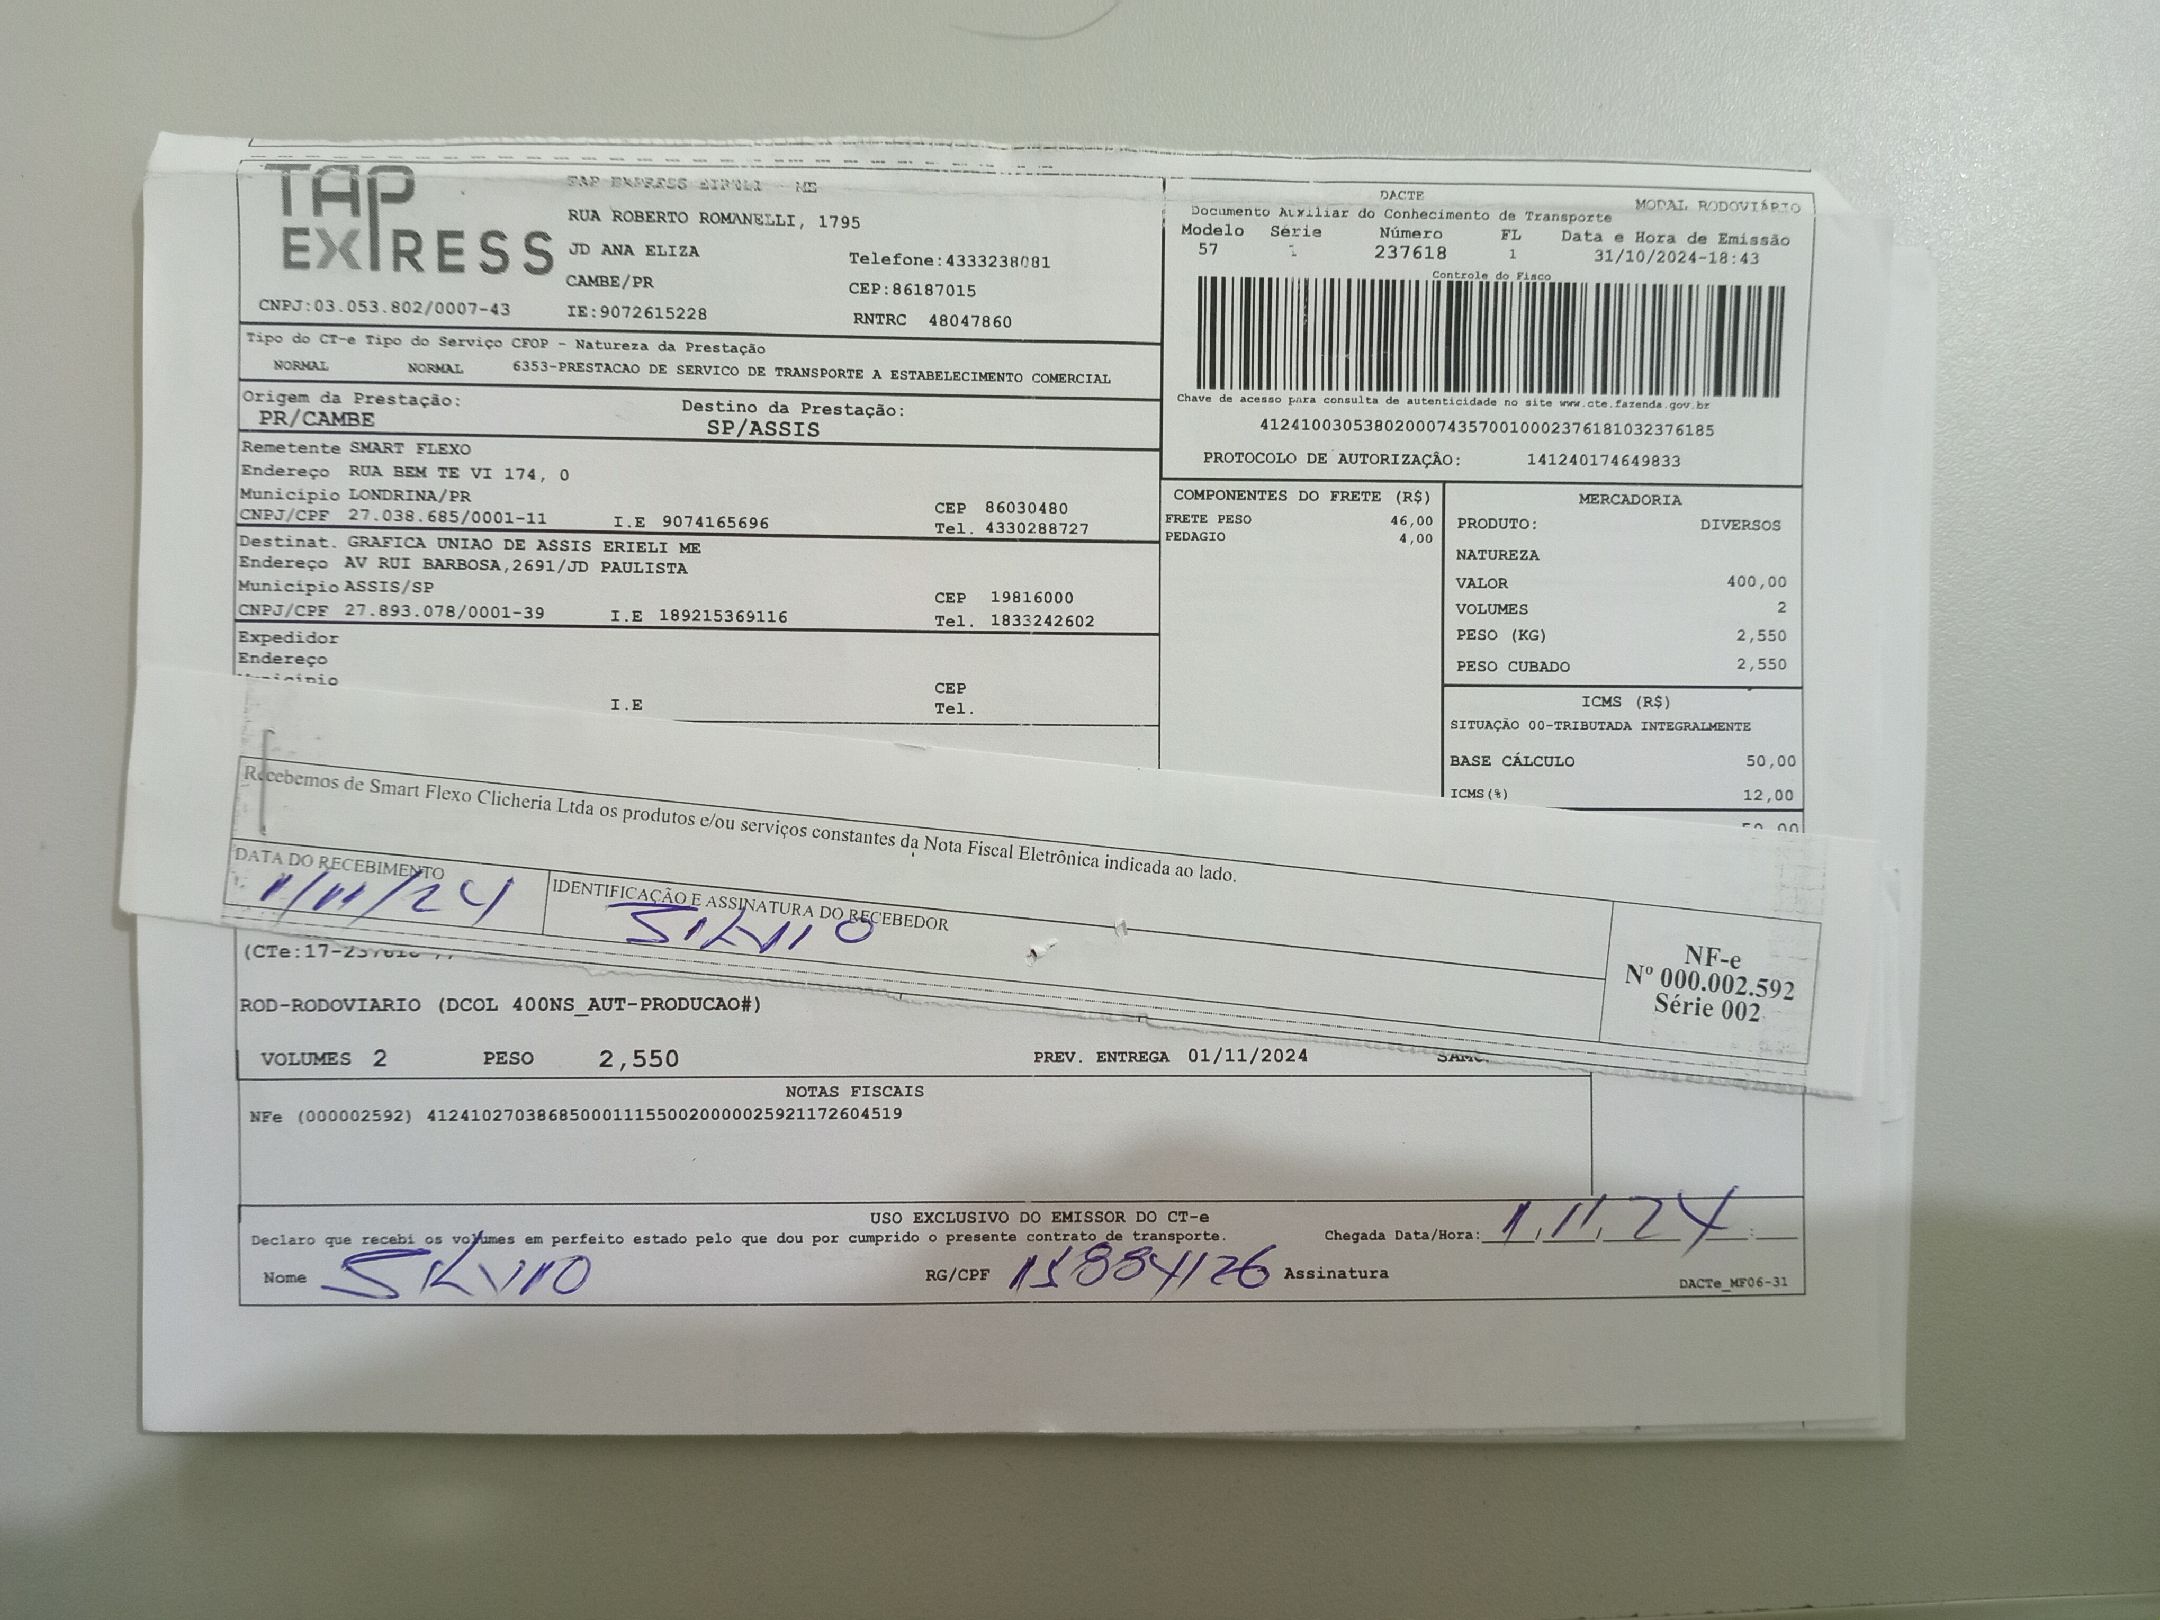 TAP EXPRESS
TAP EXPRESS EIRELI - ME
RUA ROBERTO ROMANELLI, 1795
JD ANA ELIZA
Telefone:4333238081
CAMBE/PR
CEP:86187015
CNPJ:03.053.802/0007-43
IE:9072615228
RNTRC 48047860
DACTE
MODAL RODOVIÁRIO
Documento Auxiliar do Conhecimento de Transporte
Modelo Série Número FL Data e Hora de Emissão
57 1 237618 1 31/10/2024-18:43
Controle do Fisco
Chave de acesso para consulta de autenticidade no site www.cte.fazenda.gov.br
41241003053802000743570010002376181032376185
PROTOCOLO DE AUTORIZAÇÂO: 141240174649833
Tipo do CT-e Tipo do Serviço CFOP - Natureza da Prestação
NORMAL NORMAL 6353-PRESTACAO DE SERVICO DE TRANSPORTE A ESTABELECIMENTO COMERCIAL
Origem da Prestação: Destino da Prestação:
PR/CAMBE SP/ASSIS
Remetente SMART FLEXO
Endereço RUA BEM TE VI 174, 0
Município LONDRINA/PR CEP 86030480
CNPJ/CPF 27.038.685/0001-11 I.E 9074165696 Tel. 4330288727
Destinat. GRAFICA UNIAO DE ASSIS ERIELI ME
Endereço AV RUI BARBOSA,2691/JD PAULISTA
Município ASSIS/SP CEP 19816000
CNPJ/CPF 27.893.078/0001-39 I.E 189215369116 Tel. 1833242602
Expedidor
Endereço
Município CEP
I.E Tel.
COMPONENTES DO FRETE (R$)
FRETE PESO 46,00
PEDAGIO 4,00
MERCADORIA
PRODUTO: DIVERSOS
NATUREZA
VALOR 400,00
VOLUMES 2
PESO (KG) 2,550
PESO CUBADO 2,550
ICMS (R$)
SITUAÇÃO 00-TRIBUTADA INTEGRALMENTE
BASE CÁLCULO 50,00
ICMS(%) 12,00
50,00
Recebemos de Smart Flexo Clicheria Ltda os produtos e/ou serviços constantes da Nota Fiscal Eletrônica indicada ao lado.
DATA DO RECEBIMENTO
1/11/24
IDENTIFICAÇÃO E ASSINATURA DO RECEBEDOR
SILVIO
NF-e
Nº 000.002.592
Série 002
(CTe:17-237618
ROD-RODOVIARIO (DCOL 400NS_AUT-PRODUCAO#)
VOLUMES 2 PESO 2,550 PREV. ENTREGA 01/11/2024
NOTAS FISCAIS
NFe (000002592) 41241027038685000111550020000025921172604519
USO EXCLUSIVO DO EMISSOR DO CT-e
Declaro que recebi os volumes em perfeito estado pelo que dou por cumprido o presente contrato de transporte.
Chegada Data/Hora: 1/11/24
Nome SILVIO RG/CPF 15884126 Assinatura
DACTe_MF06-31